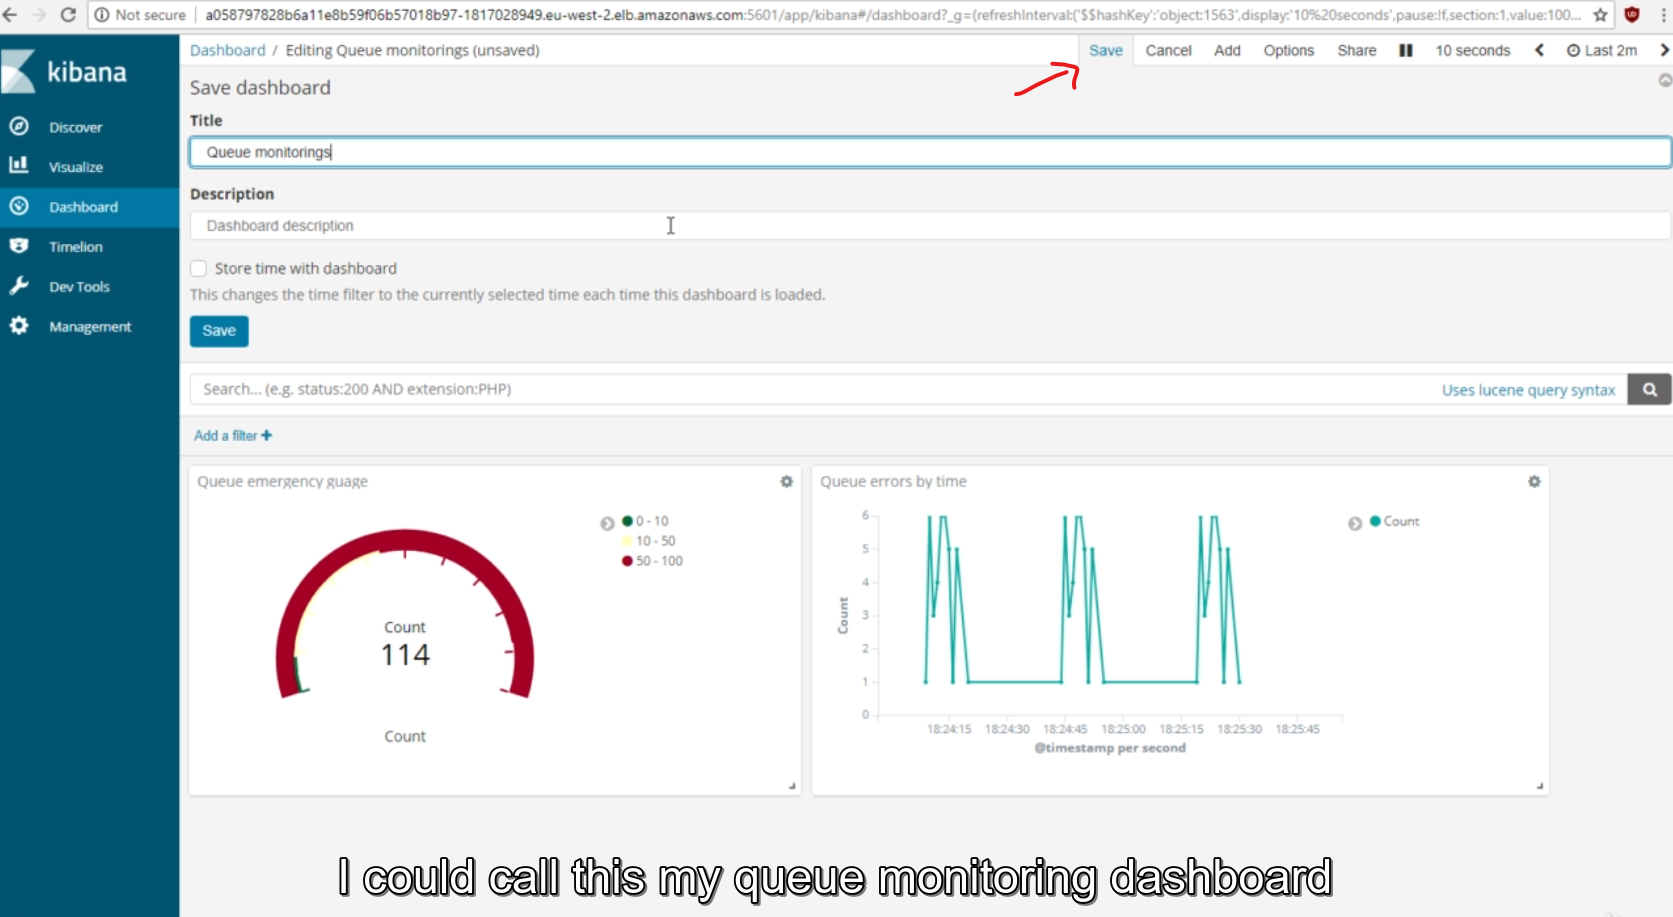 Not secure | a058797828b6a11e8b59f06b57018b97-1817028949.eu-west-2.elb.amazonaws.com:5601/app/kibana#/dashboard?_g=(refreshInterval:('$$hashKey':'object:1563',display:'10%20seconds',pause:!f,section:1,value:100...
kibana
Discover
Visualize
Dashboard
Timelion
Dev Tools
Management
Dashboard / Editing Queue monitorings (unsaved)
Save Cancel Add Options Share 10 seconds Last 2m
Save dashboard
Title
Queue monitorings
Description
Dashboard description
Store time with dashboard
This changes the time filter to the currently selected time each time this dashboard is loaded.
Save
Search... (e.g. status:200 AND extension:PHP)
Uses lucene query syntax
Add a filter +
Queue emergency guage
0 - 10
10 - 50
50 - 100
Count
114
Count
Queue errors by time
Count
6
5
4
3
2
1
0
Count
18:24:15 18:24:30 18:24:45 18:25:00 18:25:15 18:25:30 18:25:45
@timestamp per second
I could call this my queue monitoring dashboard